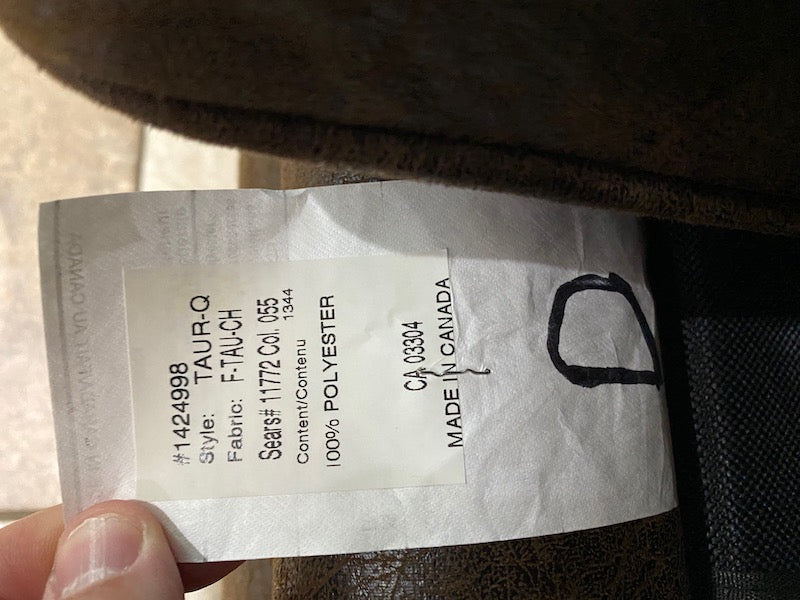 #1424998
Style: TAUR-Q
Fabric: F-TAU-CH
Sears# 11772 Col. 055
1344
Content/Contenu
100% POLYESTER
CA 03304
MADE IN CANADA
D